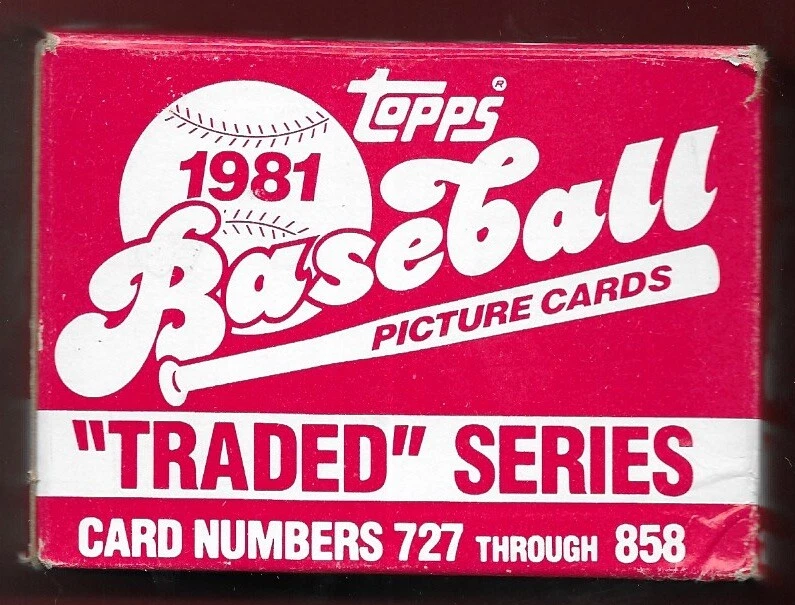 topps®
1981
Baseball
PICTURE CARDS
"TRADED" SERIES
CARD NUMBERS 727 THROUGH 858